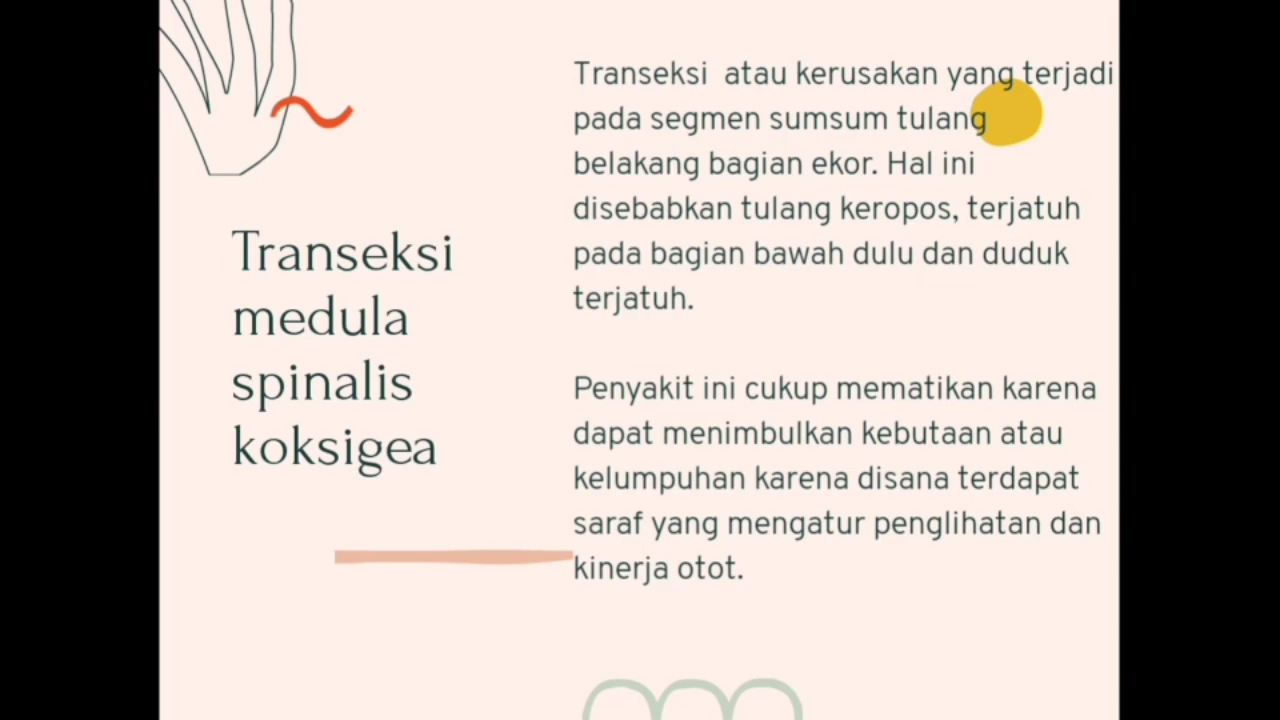 Transeksi
medula
spinalis
koksigea
Transeksi atau kerusakan yang terjadi
pada segmen sumsum tulang
belakang bagian ekor. Hal ini
disebabkan tulang keropos, terjatuh
pada bagian bawah dulu dan duduk
terjatuh.
Penyakit ini cukup mematikan karena
dapat menimbulkan kebutaan atau
kelumpuhan karena disana terdapat
saraf yang mengatur penglihatan dan
kinerja otot.